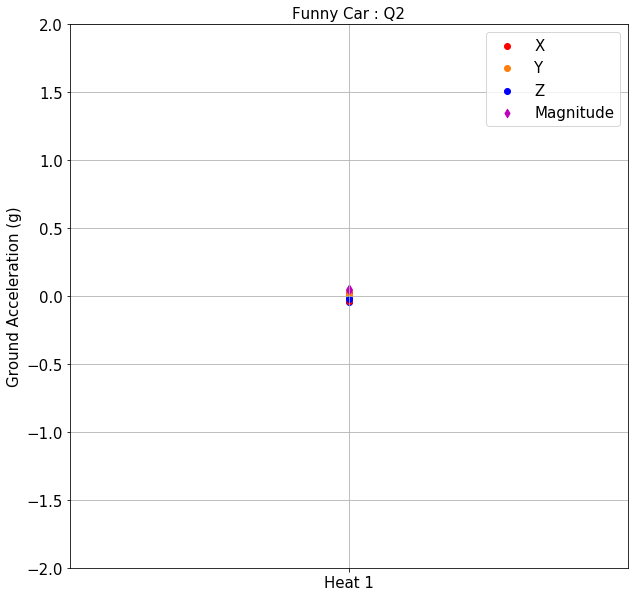 Funny Car : Q2
2.0
X
Y
1.5
Z
Magnitude
1.0
0.5
Ground Acceleration (g)
0.0
−0.5
−1.0
−1.5
−2.0
Heat 1